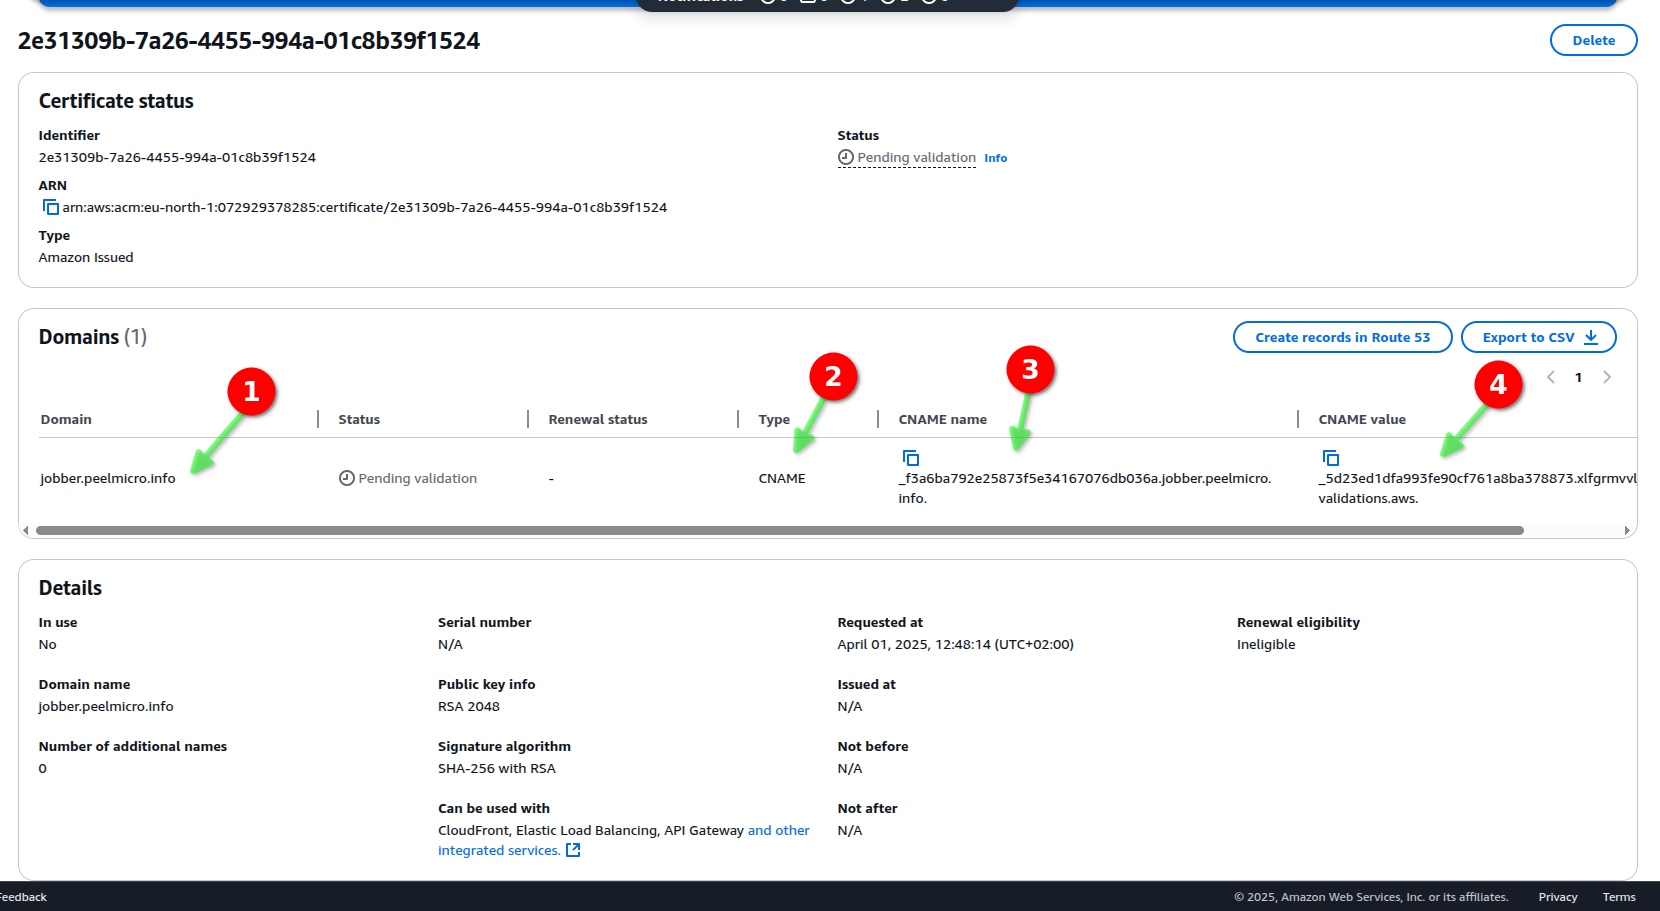 2e31309b-7a26-4455-994a-01c8b39f1524
Delete
Certificate status
Identifier
2e31309b-7a26-4455-994a-01c8b39f1524
Status
Pending validation Info
ARN
arn:aws:acm:eu-north-1:072929378285:certificate/2e31309b-7a26-4455-994a-01c8b39f1524
Type
Amazon Issued
Domains (1)
Create records in Route 53
Export to CSV
1
1
2
3
4
Domain
Status
Renewal status
Type
CNAME name
CNAME value
jobber.peelmicro.info
Pending validation
-
CNAME
_f3a6ba792e25873f5e34167076db036a.jobber.peelmicro.
info.
_5d23ed1dfa993fe90cf761a8ba378873.xlfgrmvvl
validations.aws.
Details
In use
No
Serial number
N/A
Requested at
April 01, 2025, 12:48:14 (UTC+02:00)
Renewal eligibility
Ineligible
Domain name
jobber.peelmicro.info
Public key info
RSA 2048
Issued at
N/A
Number of additional names
0
Signature algorithm
SHA-256 with RSA
Not before
N/A
Can be used with
CloudFront, Elastic Load Balancing, API Gateway and other
integrated services.
Not after
N/A
Feedback
© 2025, Amazon Web Services, Inc. or its affiliates.
Privacy
Terms